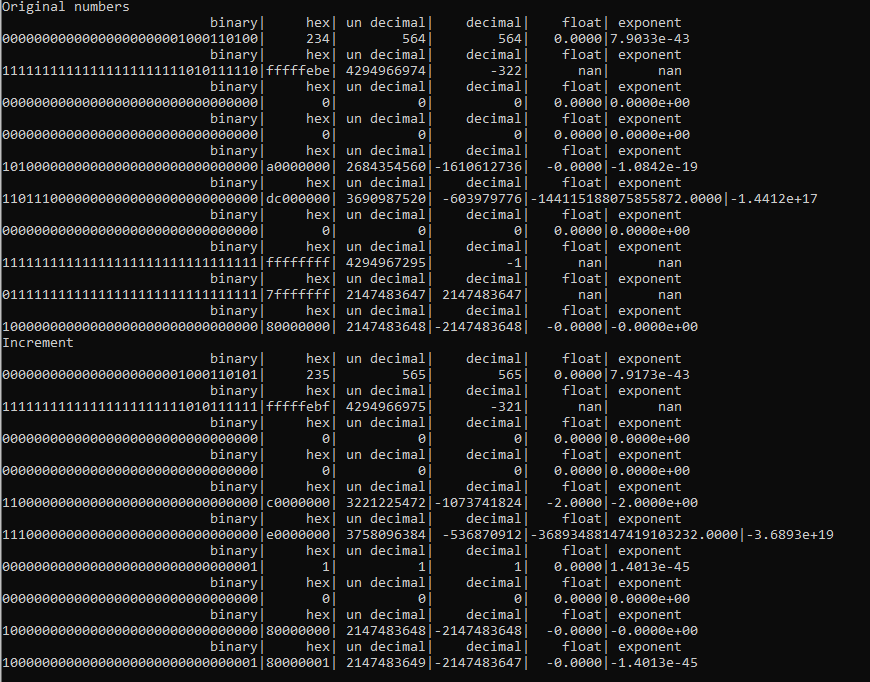 Original numbers
                          binary|     hex| un decimal|    decimal|    float| exponent
00000000000000000000001000110100|     234|        564|        564|   0.0000|7.9033e-43
                          binary|     hex| un decimal|    decimal|    float| exponent
11111111111111111111111010111110|fffffebe| 4294966974|       -322|      nan|      nan
                          binary|     hex| un decimal|    decimal|    float| exponent
00000000000000000000000000000000|       0|          0|          0|   0.0000|0.0000e+00
                          binary|     hex| un decimal|    decimal|    float| exponent
00000000000000000000000000000000|       0|          0|          0|   0.0000|0.0000e+00
                          binary|     hex| un decimal|    decimal|    float| exponent
10100000000000000000000000000000|a0000000| 2684354560|-1610612736|  -0.0000|-1.0842e-19
                          binary|     hex| un decimal|    decimal|    float| exponent
11011100000000000000000000000000|dc000000| 3690987520| -603979776|-144115188075855872.0000|-1.4412e+17
                          binary|     hex| un decimal|    decimal|    float| exponent
00000000000000000000000000000000|       0|          0|          0|   0.0000|0.0000e+00
                          binary|     hex| un decimal|    decimal|    float| exponent
11111111111111111111111111111111|ffffffff| 4294967295|         -1|      nan|      nan
                          binary|     hex| un decimal|    decimal|    float| exponent
01111111111111111111111111111111|7fffffff| 2147483647| 2147483647|      nan|      nan
                          binary|     hex| un decimal|    decimal|    float| exponent
10000000000000000000000000000000|80000000| 2147483648|-2147483648|  -0.0000|-0.0000e+00
Increment
                          binary|     hex| un decimal|    decimal|    float| exponent
00000000000000000000001000110101|     235|        565|        565|   0.0000|7.9173e-43
                          binary|     hex| un decimal|    decimal|    float| exponent
11111111111111111111111010111111|fffffebf| 4294966975|       -321|      nan|      nan
                          binary|     hex| un decimal|    decimal|    float| exponent
00000000000000000000000000000000|       0|          0|          0|   0.0000|0.0000e+00
                          binary|     hex| un decimal|    decimal|    float| exponent
00000000000000000000000000000000|       0|          0|          0|   0.0000|0.0000e+00
                          binary|     hex| un decimal|    decimal|    float| exponent
11000000000000000000000000000000|c0000000| 3221225472|-1073741824|  -2.0000|-2.0000e+00
                          binary|     hex| un decimal|    decimal|    float| exponent
11100000000000000000000000000000|e0000000| 3758096384| -536870912|-36893488147419103232.0000|-3.6893e+19
                          binary|     hex| un decimal|    decimal|    float| exponent
00000000000000000000000000000001|       1|          1|          1|   0.0000|1.4013e-45
                          binary|     hex| un decimal|    decimal|    float| exponent
00000000000000000000000000000000|       0|          0|          0|   0.0000|0.0000e+00
                          binary|     hex| un decimal|    decimal|    float| exponent
10000000000000000000000000000000|80000000| 2147483648|-2147483648|  -0.0000|-0.0000e+00
                          binary|     hex| un decimal|    decimal|    float| exponent
10000000000000000000000000000001|80000001| 2147483649|-2147483647|  -0.0000|-1.4013e-45